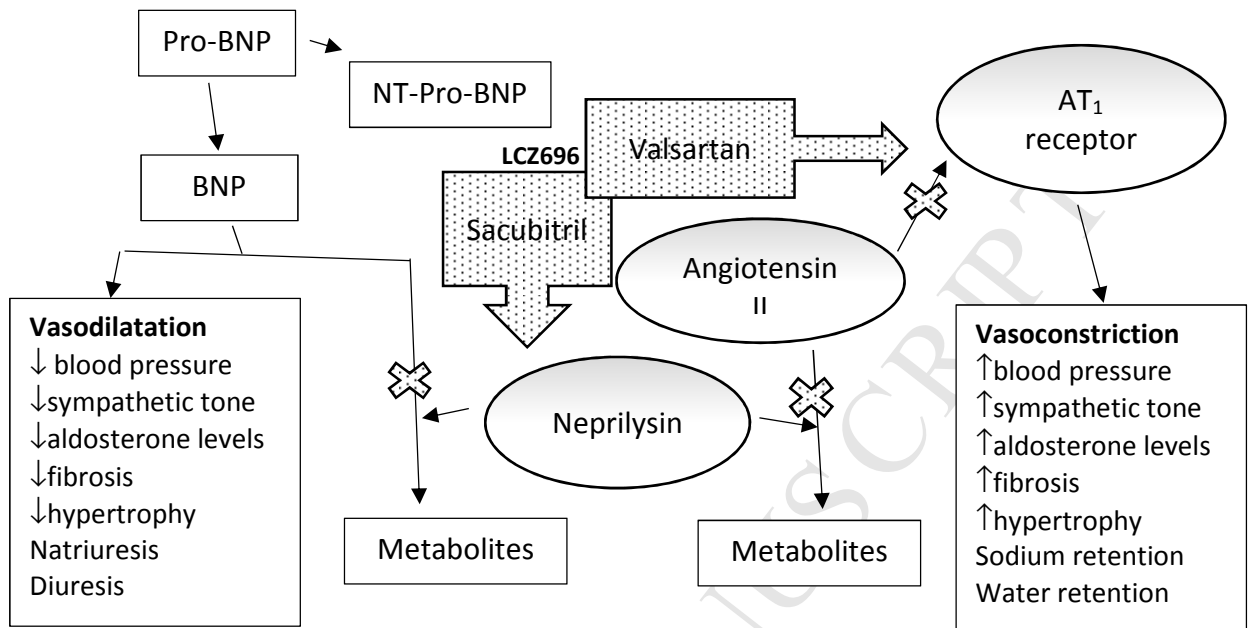 Pro-BNP
NT-Pro-BNP
BNP
LCZ696
Valsartan
Sacubitril
AT₁
receptor
Angiotensin
II
Neprilysin
Vasodilatation
↓ blood pressure
↓sympathetic tone
↓aldosterone levels
↓fibrosis
↓hypertrophy
Natriuresis
Diuresis
Metabolites
Metabolites
Vasoconstriction
↑blood pressure
↑sympathetic tone
↑aldosterone levels
↑fibrosis
↑hypertrophy
Sodium retention
Water retention
USCRIPT